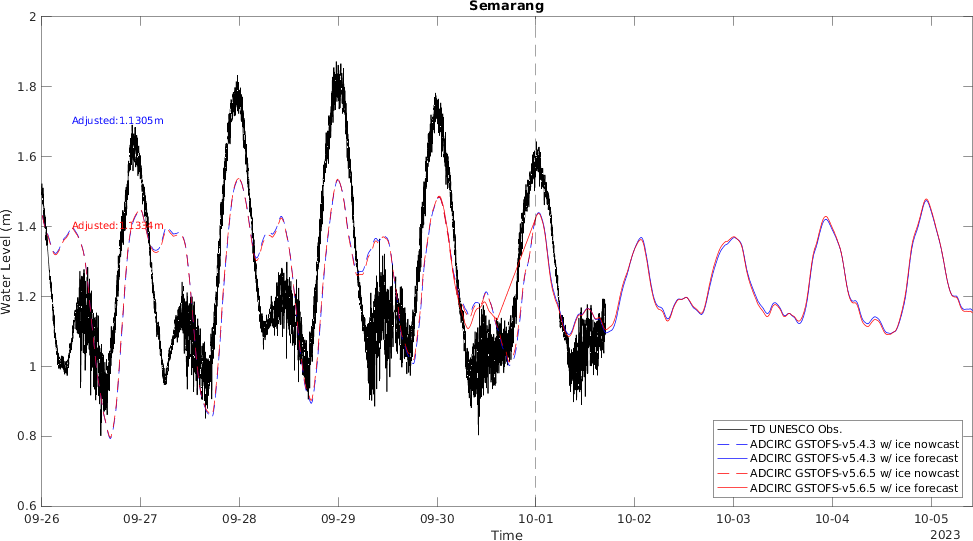 Semarang
2
1.8
1.6
1.4
1.2
1
0.8
0.6
Water Level (m)
Adjusted:1.1305m
Adjusted:1.1334m
TD UNESCO Obs.
ADCIRC GSTOFS-v5.4.3 w/ ice nowcast
ADCIRC GSTOFS-v5.4.3 w/ ice forecast
ADCIRC GSTOFS-v5.6.5 w/ ice nowcast
ADCIRC GSTOFS-v5.6.5 w/ ice forecast
09-26 09-27 09-28 09-29 09-30 10-01 10-02 10-03 10-04 10-05
Time
2023